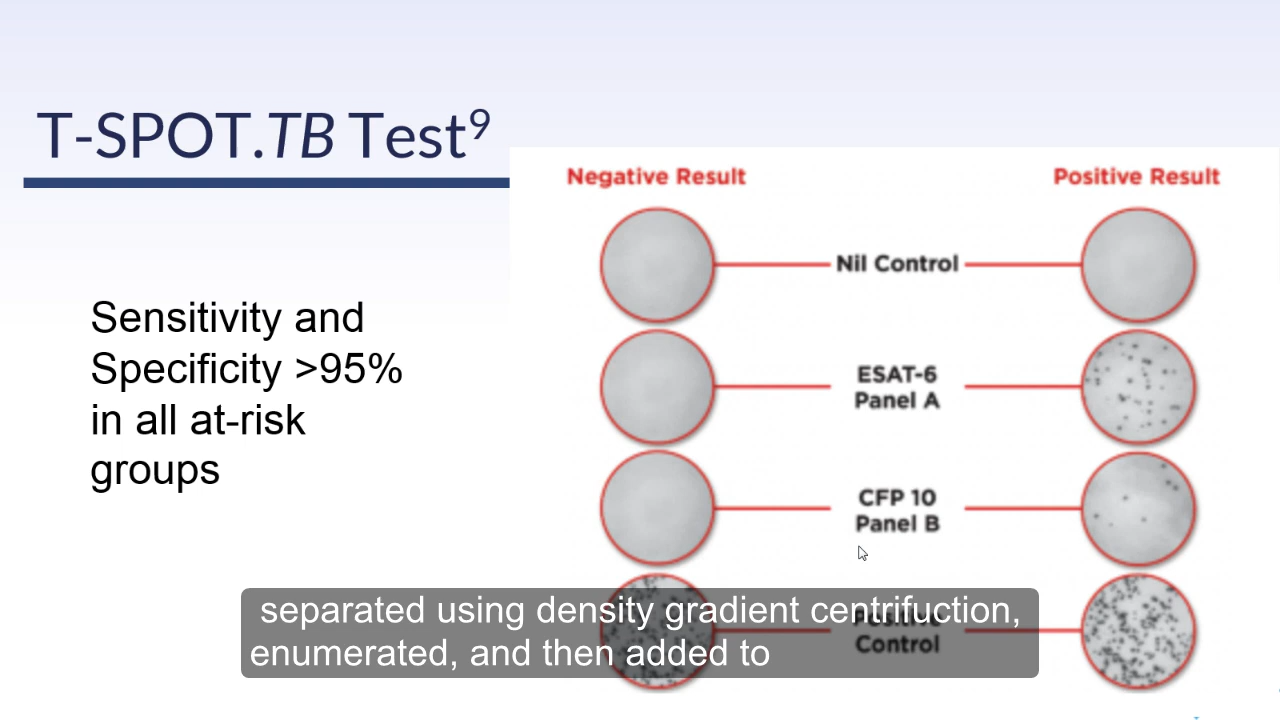 T-SPOT.TB Test⁹
Negative Result
Positive Result
Nil Control
Sensitivity and
Specificity >95%
in all at-risk
groups
ESAT-6
Panel A
CFP 10
Panel B
Positive
Control
separated using density gradient centrifuction,
enumerated, and then added to